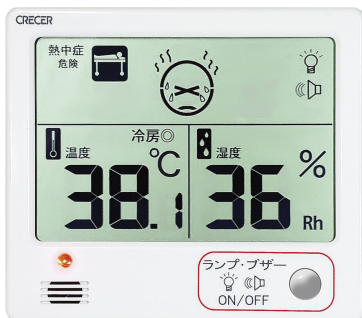 CRECER
熱中症
危険
冷房◎
温度
℃
38.1
湿度
%
36
Rh
ランプ・ブザー
ON/OFF